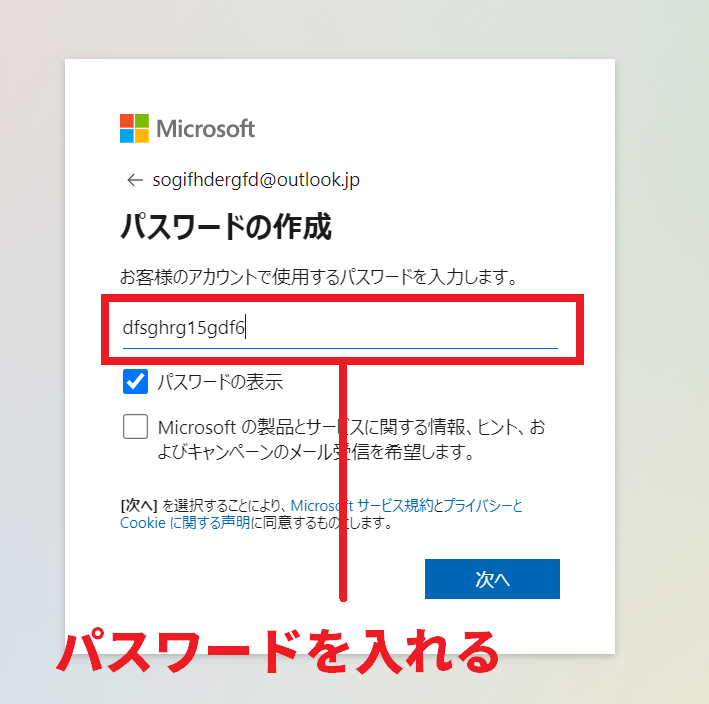 Microsoft
← sogifhdergfd@outlook.jp
パスワードの作成
お客様のアカウントで使用するパスワードを入力します。
dfsghrg15gdf6
パスワードの表示
Microsoft の製品とサービスに関する情報、ヒント、お
よびキャンペーンのメール受信を希望します。
[次へ] を選択することにより、Microsoft サービス規約とプライバシーと
Cookie に関する声明に同意するものとします。
次へ
パスワードを入れる